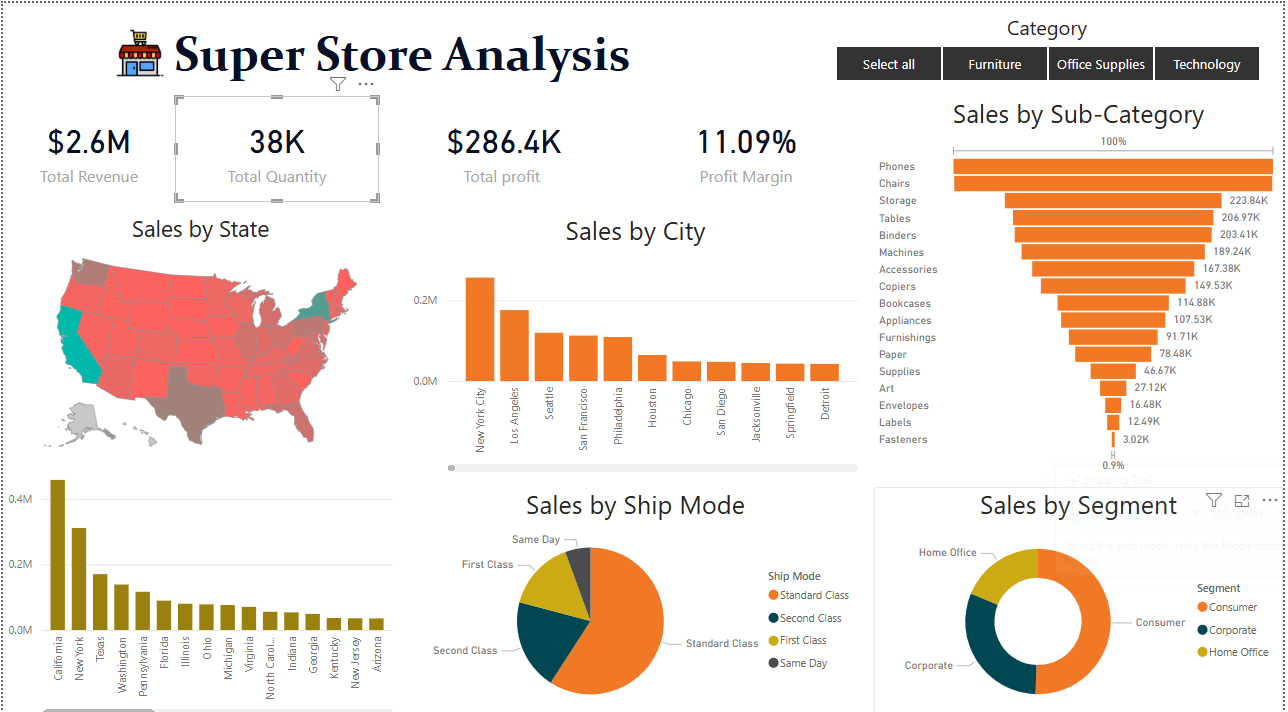 Super Store Analysis
Category
Select all
Furniture
Office Supplies
Technology
$2.6M
Total Revenue
38K
Total Quantity
$286.4K
Total profit
11.09%
Profit Margin
Sales by Sub-Category
100%
Phones
Chairs
Storage 223.84K
Tables 206.97K
Binders 203.41K
Machines 189.24K
Accessories 167.38K
Copiers 149.53K
Bookcases 114.88K
Appliances 107.53K
Furnishings 91.71K
Paper 78.48K
Supplies 46.67K
Art 27.12K
Envelopes 16.48K
Labels 12.49K
Fasteners 3.02K
0.9%
Sales by State
Sales by City
0.2M
0.0M
New York City
Los Angeles
Seattle
San Francisco
Philadelphia
Houston
Chicago
San Diego
Jacksonville
Springfield
Detroit
0.4M
0.2M
0.0M
California
New York
Texas
Washington
Pennsylvania
Florida
Illinois
Ohio
Michigan
Virginia
North Carol...
Indiana
Georgia
Kentucky
New Jersey
Arizona
Sales by Ship Mode
Same Day
First Class
Second Class
Standard Class
Ship Mode
Standard Class
Second Class
First Class
Same Day
Snipping Tool
Sales by Segment
Select the snip mode using the Mode button
Home Office
Consumer
Corporate
Segment
Consumer
Corporate
Home Office